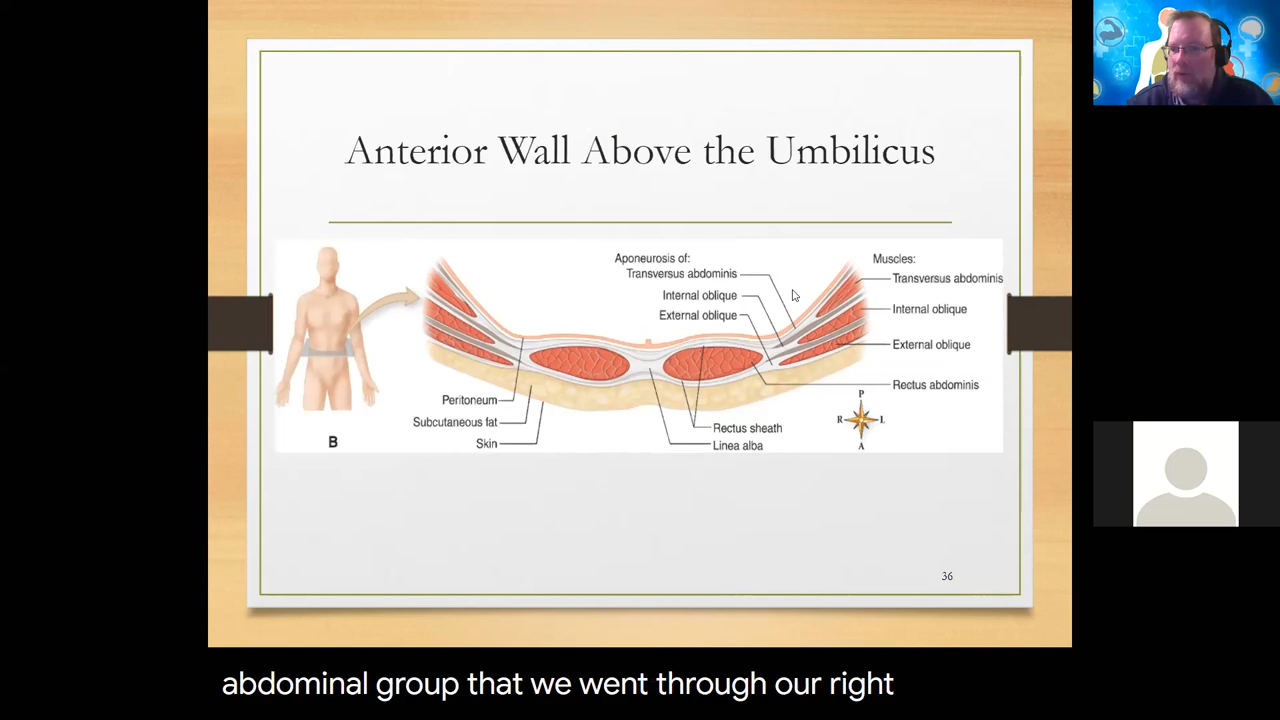 Anterior Wall Above the Umbilicus
Aponeurosis of:
Transversus abdominis
Internal oblique
External oblique
Muscles:
Transversus abdominis
Internal oblique
External oblique
Rectus abdominis
Peritoneum
Subcutaneous fat
Skin
Rectus sheath
Linea alba
P
R
L
A
B
36
abdominal group that we went through our right